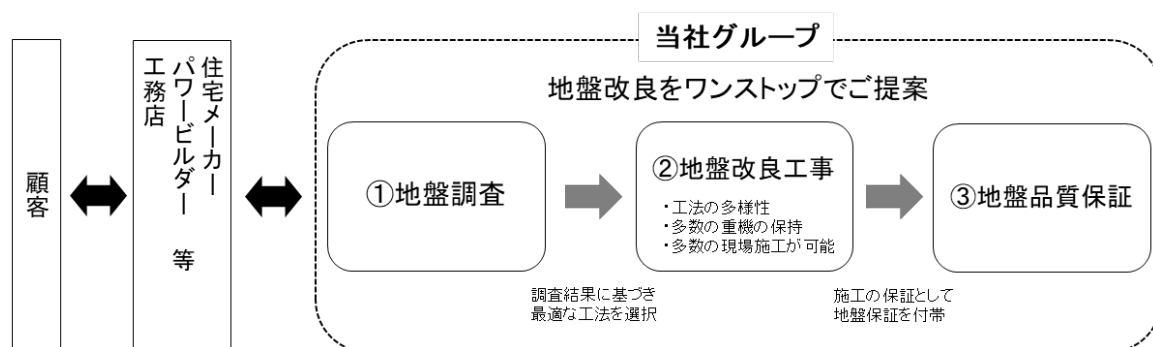 当社グループ
地盤改良をワンストップでご提案
顧客
住宅メーカー
パワービルダー 等
工務店
①地盤調査
②地盤改良工事
・工法の多様性
・多数の重機の保持
・多数の現場施工が可能
③地盤品質保証
調査結果に基づき
最適な工法を選択
施工の保証として
地盤保証を付帯